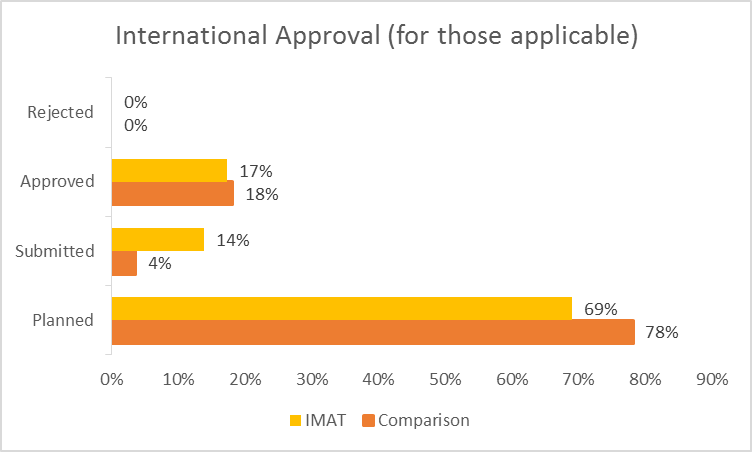 International Approval (for those applicable)
Rejected
0%
0%
Approved
17%
18%
Submitted
14%
4%
Planned
69%
78%
0% 10% 20% 30% 40% 50% 60% 70% 80% 90%
IMAT Comparison